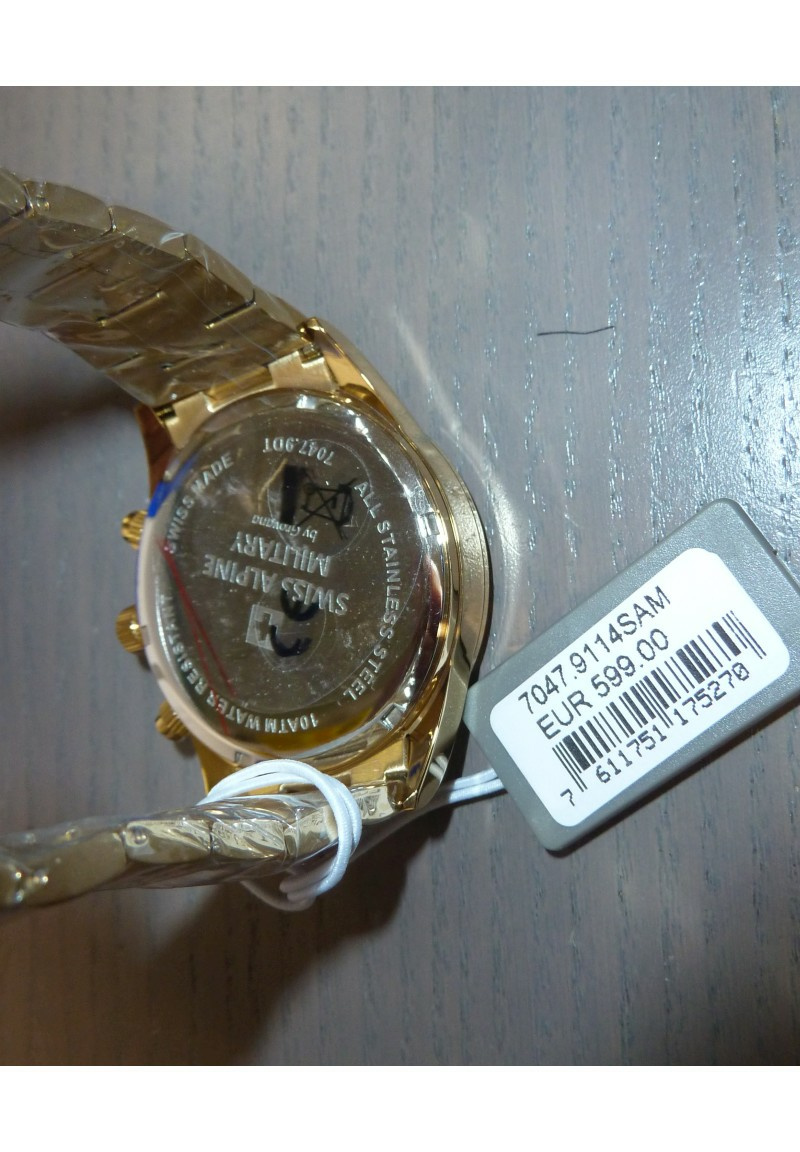 7047.9DT
SWISS MADE
ALL STAINLESS STEEL
10ATM WATER RESISTANT
SWISS ALPINE
MILITARY
by Grovana
CE
7047.9114SAM
EUR 599.00
7 611751 175270